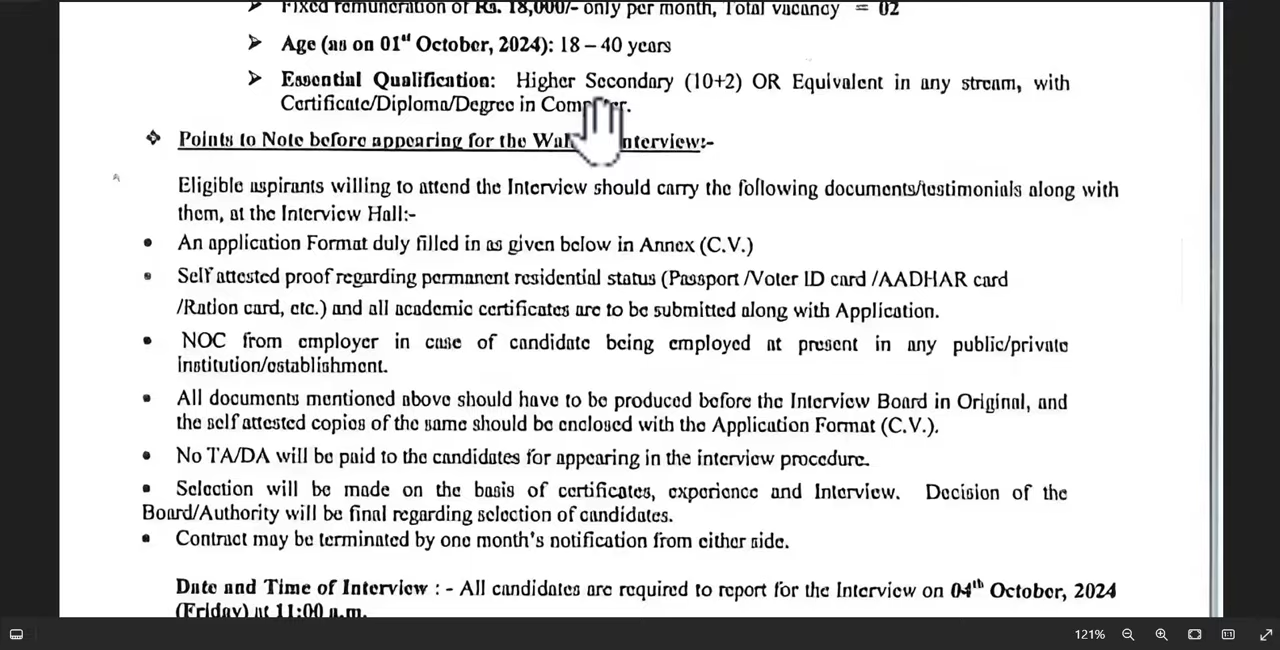 ➤ Fixed remuneration of Rs. 18,000/- only per month, Total vacancy = 02
➤ Age (as on 01st October, 2024): 18 – 40 years
➤ Essential Qualification: Higher Secondary (10+2) OR Equivalent in any stream, with
Certificate/Diploma/Degree in
❖ Points to Note before appearing for the
Eligible aspirants willing to attend the Interview should carry the following documents/testimonials along with
them, at the Interview Hall:-
• An application Format duly filled in as given below in Annex (C.V.)
• Self attested proof regarding permanent residential status (Passport /Voter ID card /AADHAR card
/Ration card, etc.) and all academic certificates are to be submitted along with Application.
• NOC from employer in case of candidate being employed at present in any public/private
institution/establishment.
• All documents mentioned above should have to be produced before the Interview Board in Original, and
the self attested copies of the same should be enclosed with the Application Format (C.V.).
• No TA/DA will be paid to the candidates for appearing in the interview procedure.
• Selection will be made on the basis of certificates, experience and Interview. Decision of the
Board/Authority will be final regarding selection of candidates.
• Contract may be terminated by one month's notification from either side.
Date and Time of Interview : - All candidates are required to report for the Interview on 04th October, 2024
(Friday) at 11:00 a.m.
121%